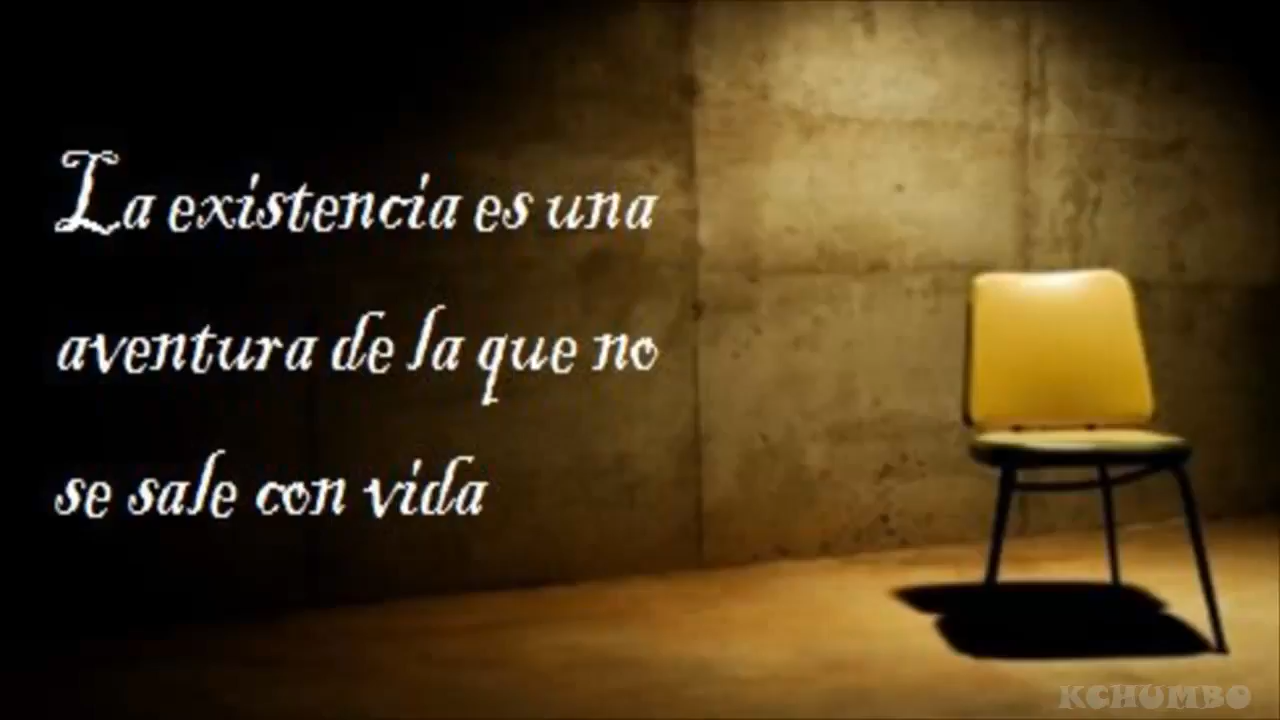 La existencia es una
aventura de la que no
se sale con vida
KCHUMBO